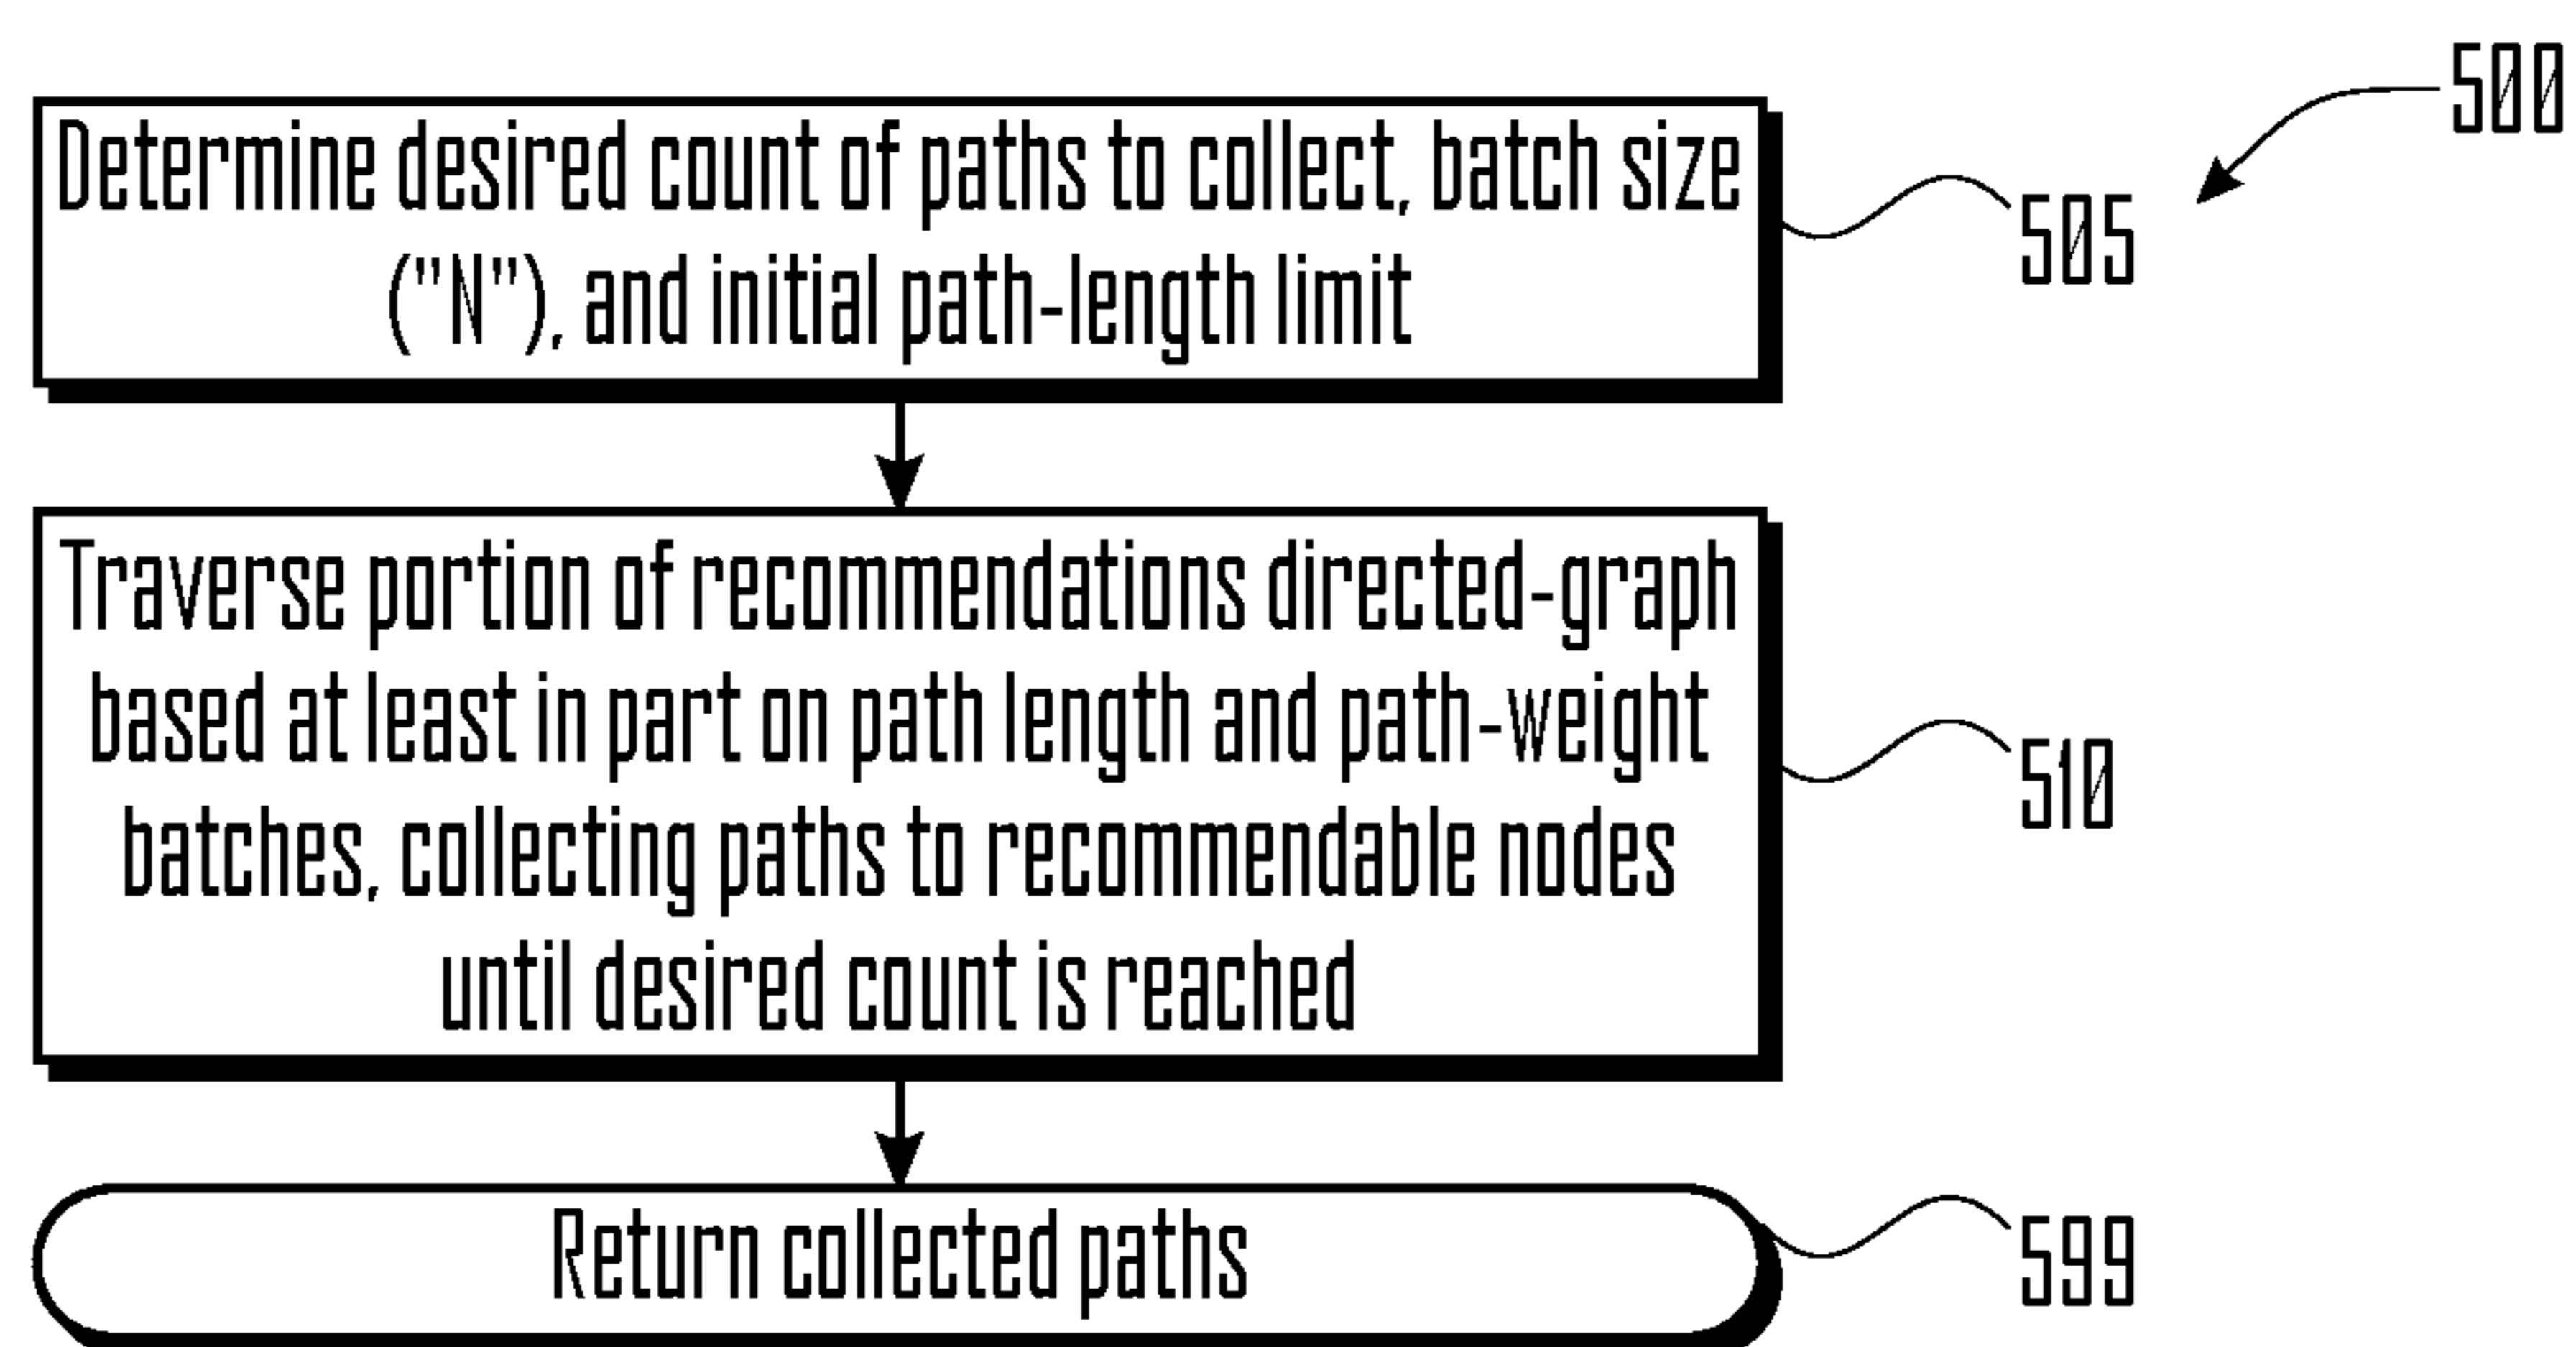 500
Determine desired count of paths to collect, batch size
("N"), and initial path-length limit
505
Traverse portion of recommendations directed-graph
based at least in part on path length and path-weight
batches, collecting paths to recommendable nodes
until desired count is reached
510
Return collected paths
599